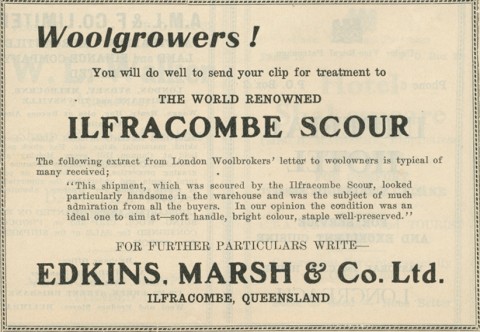 Woolgrowers!
You will do well to send your clip for treatment to
THE WORLD RENOWNED
ILFRACOMBE SCOUR
The following extract from London Woolbrokers' letter to woolowners is typical of
many received;
"This shipment, which was scoured by the Ilfracombe Scour, looked
particularly handsome in the warehouse and was the subject of much
admiration from all the buyers. In our opinion the condition was an
ideal one to aim at—soft handle, bright colour, staple well-preserved."
FOR FURTHER PARTICULARS WRITE—
EDKINS, MARSH & Co. Ltd.
ILFRACOMBE, QUEENSLAND